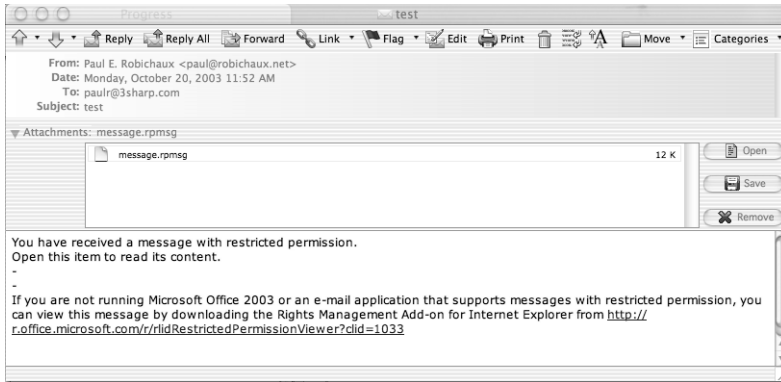 Progress
test
Reply Reply All Forward Link Flag Edit Print Move Categories
From: Paul E. Robichaux <paul@robichaux.net>
Date: Monday, October 20, 2003 11:52 AM
To: paulr@3sharp.com
Subject: test
Attachments: message.rpmsg
message.rpmsg 12 K
Open
Save
Remove
You have received a message with restricted permission.
Open this item to read its content.
-
-
If you are not running Microsoft Office 2003 or an e-mail application that supports messages with restricted permission, you
can view this message by downloading the Rights Management Add-on for Internet Explorer from http://
r.office.microsoft.com/r/rlidRestrictedPermissionViewer?clid=1033